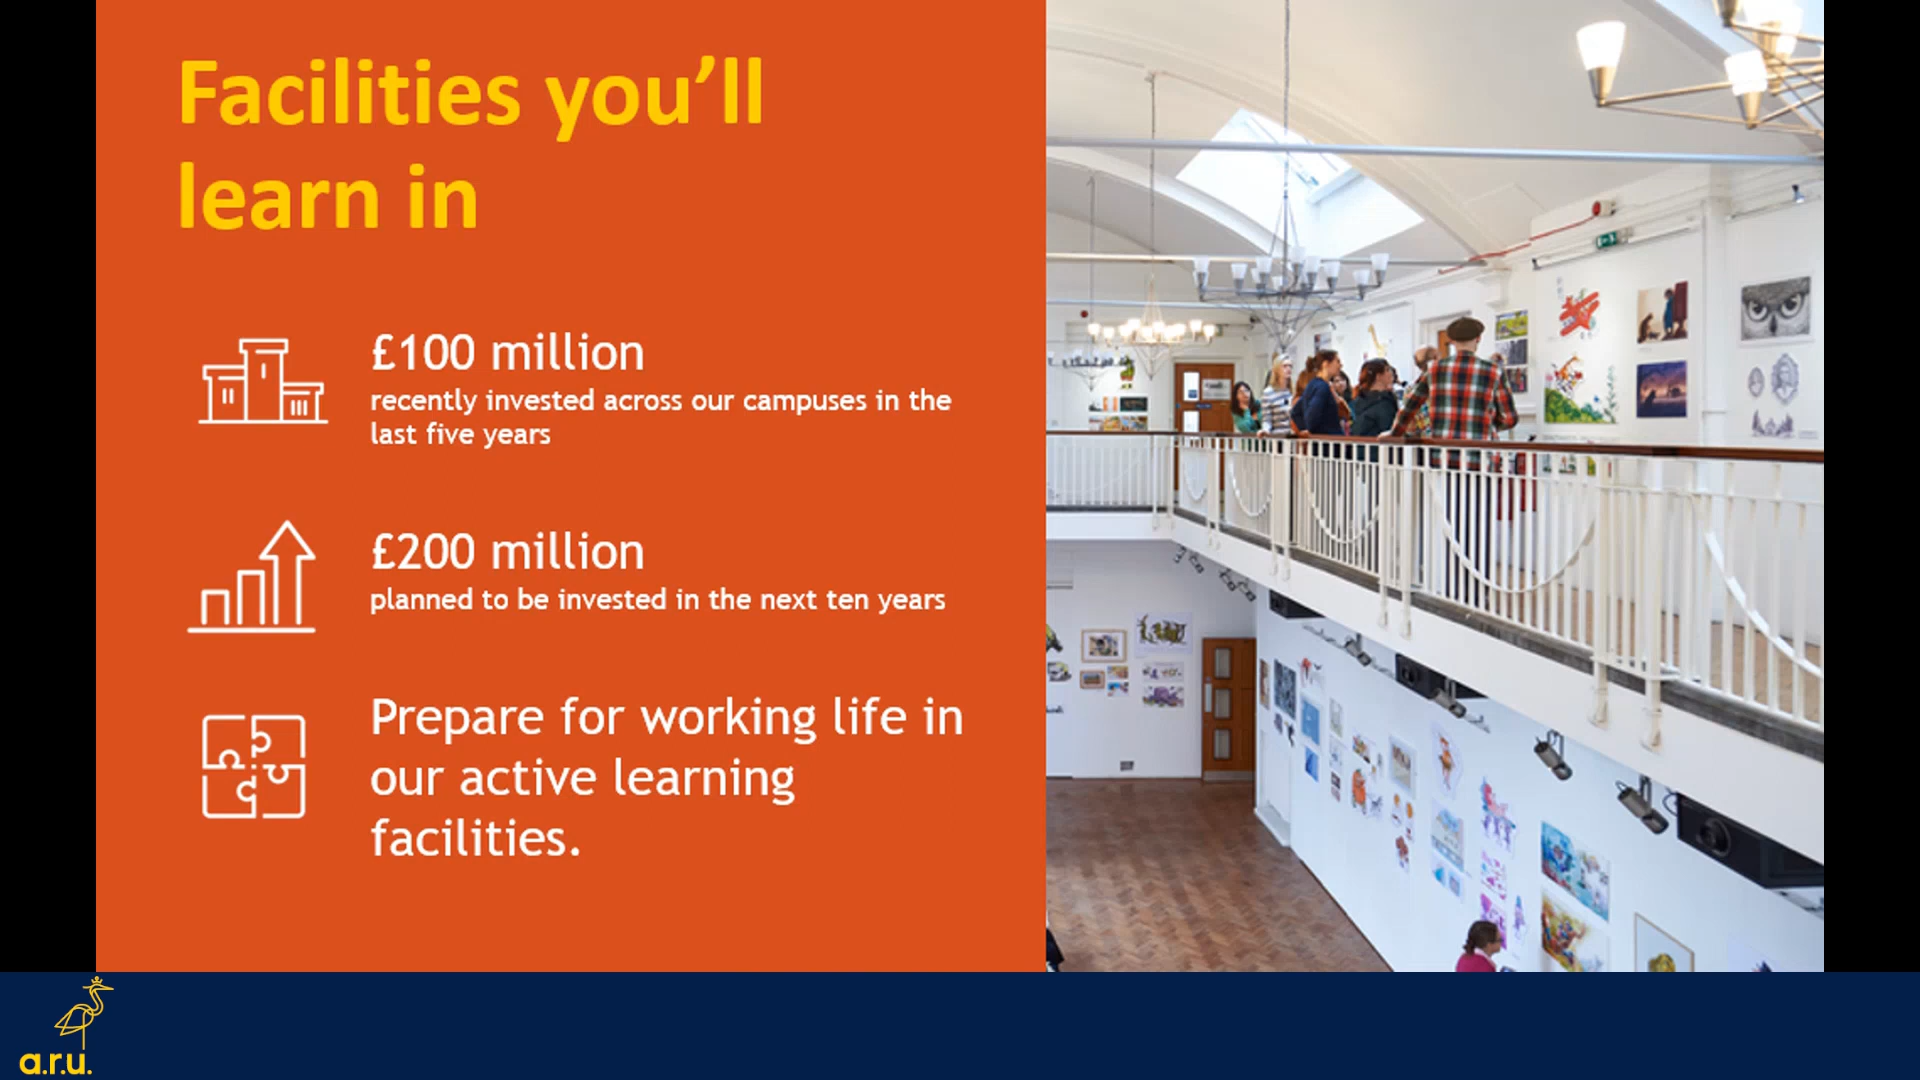 Facilities you’ll
learn in
£100 million
recently invested across our campuses in the
last five years
£200 million
planned to be invested in the next ten years
Prepare for working life in
our active learning
facilities.
a.r.u.